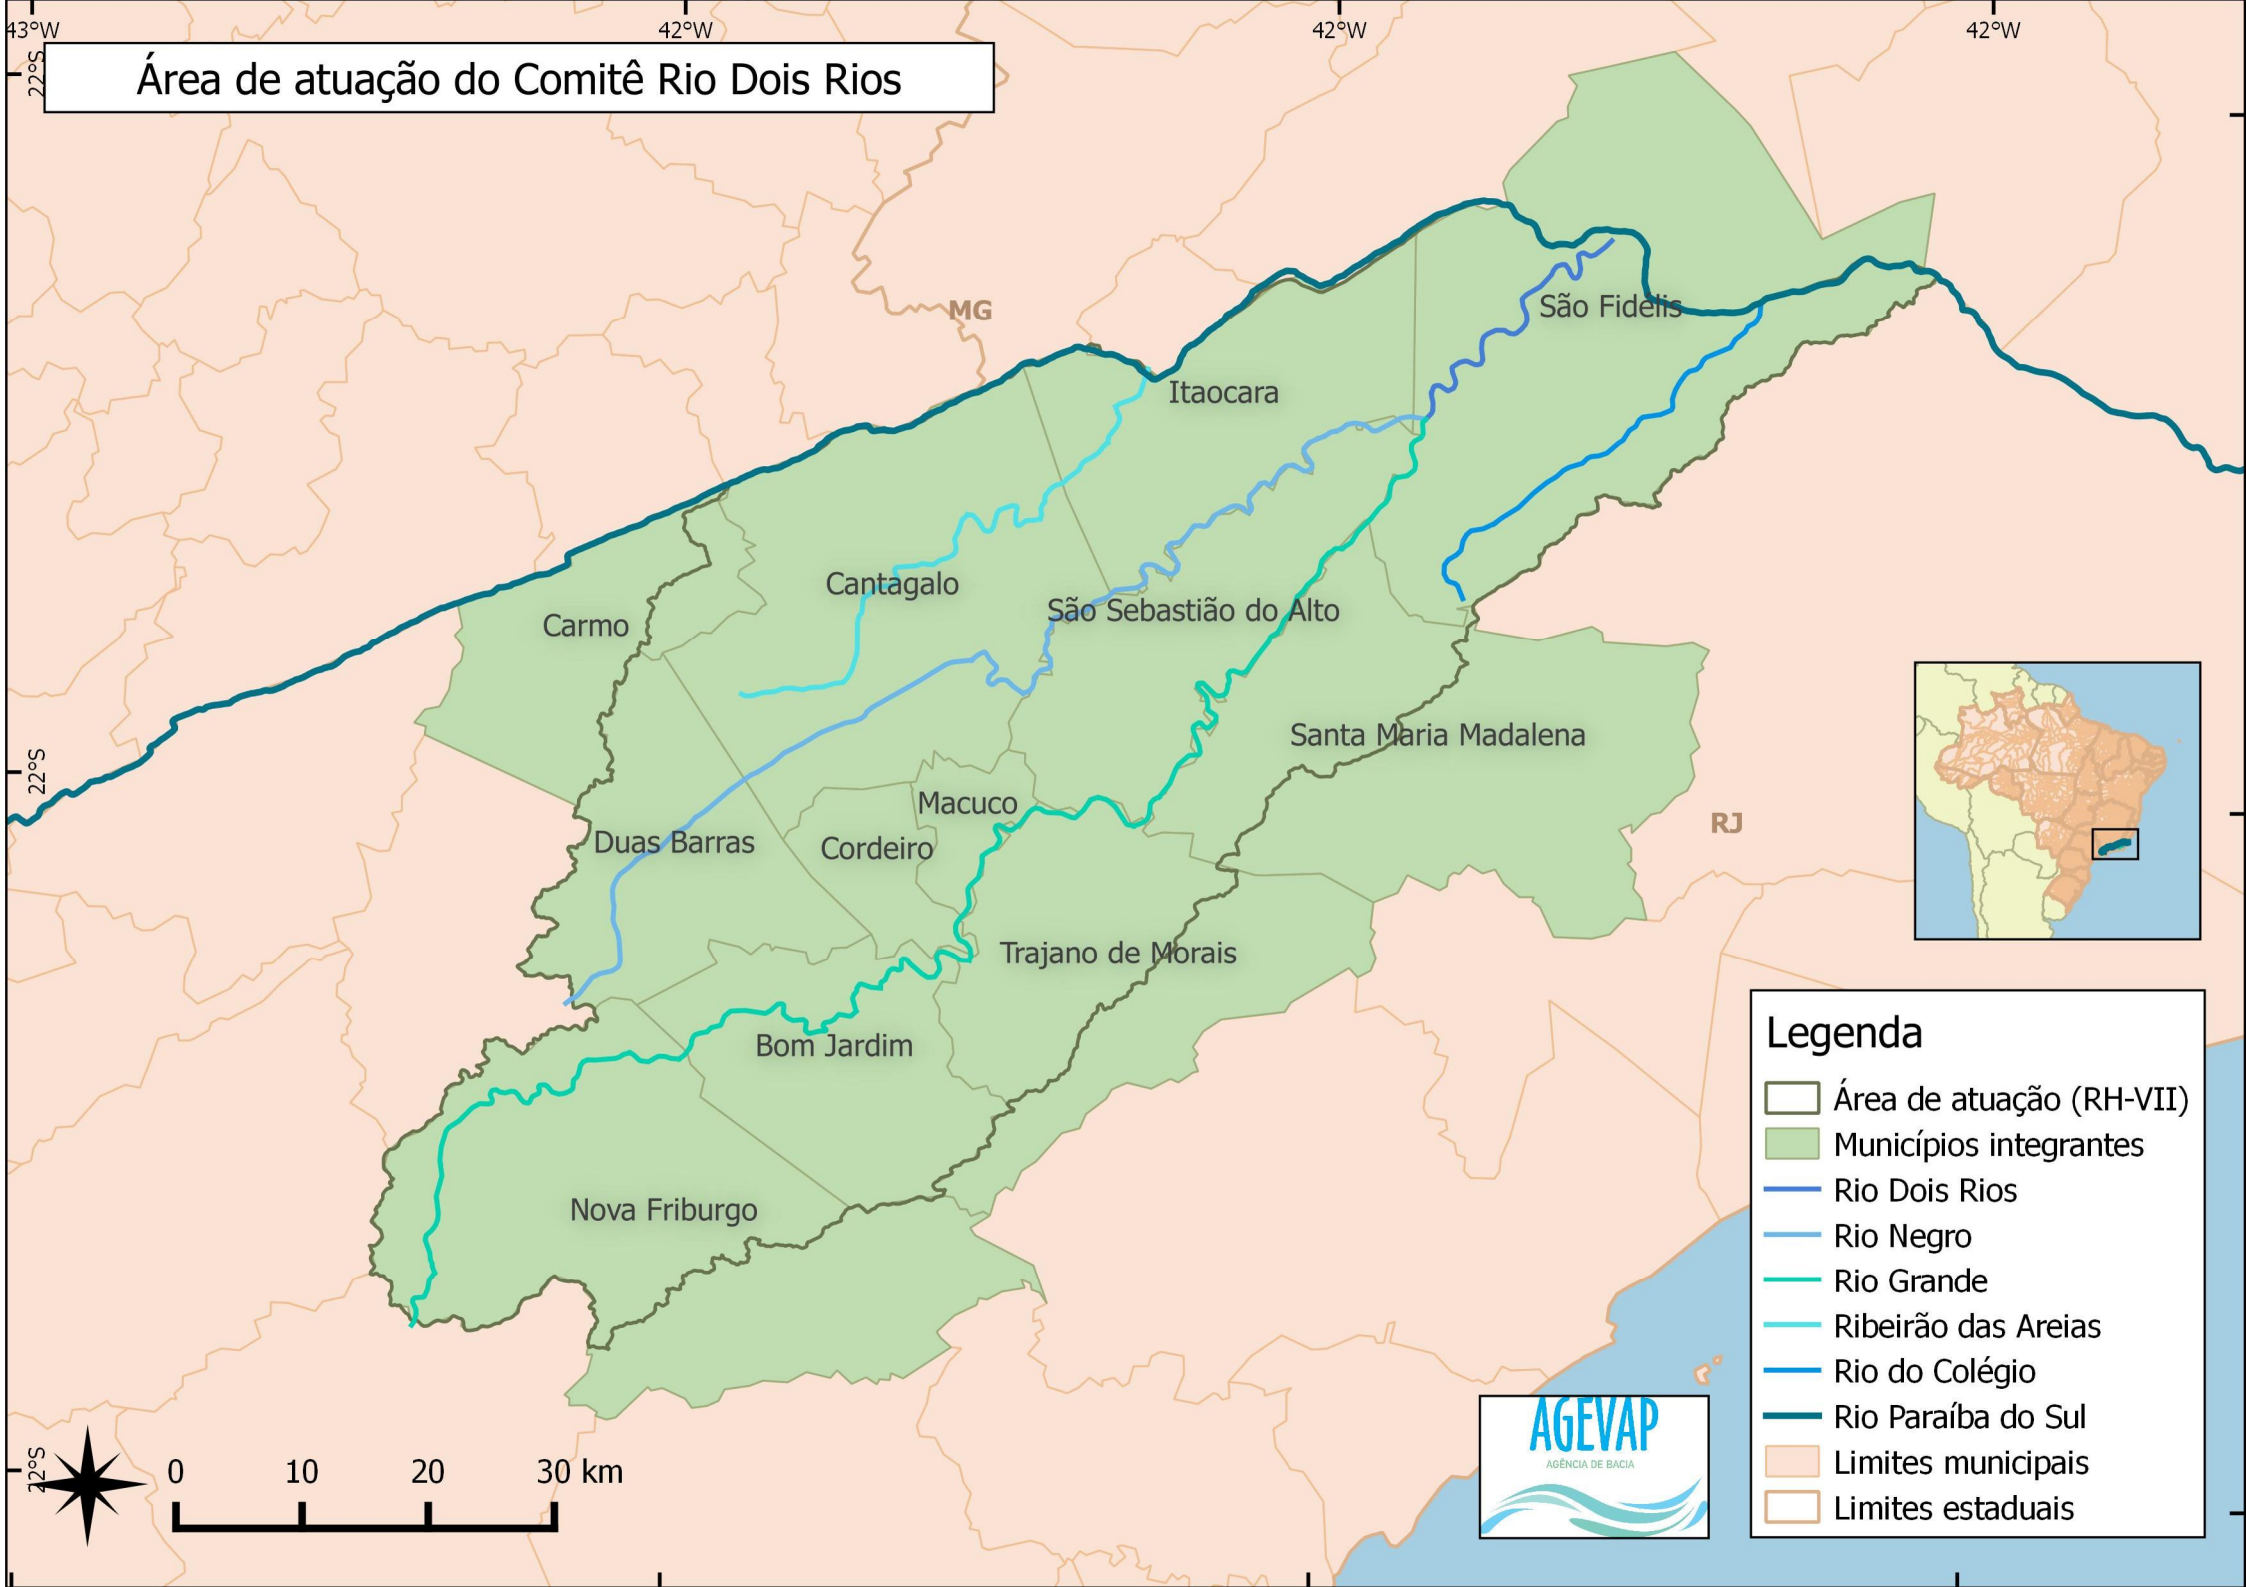 43°W
42°W
42°W
42°W
22°S
Área de atuação do Comitê Rio Dois Rios
MG
São Fidelis
Itaocara
Cantagalo
São Sebastião do Alto
Carmo
Santa Maria Madalena
22°S
Macuco
RJ
Duas Barras
Cordeiro
Trajano de Morais
Bom Jardim
Nova Friburgo
Legenda
Área de atuação (RH-VII)
Municípios integrantes
Rio Dois Rios
Rio Negro
Rio Grande
Ribeirão das Areias
Rio do Colégio
Rio Paraíba do Sul
Limites municipais
Limites estaduais
AGEVAP
AGÊNCIA DE BACIA
22°S
0 10 20 30 km